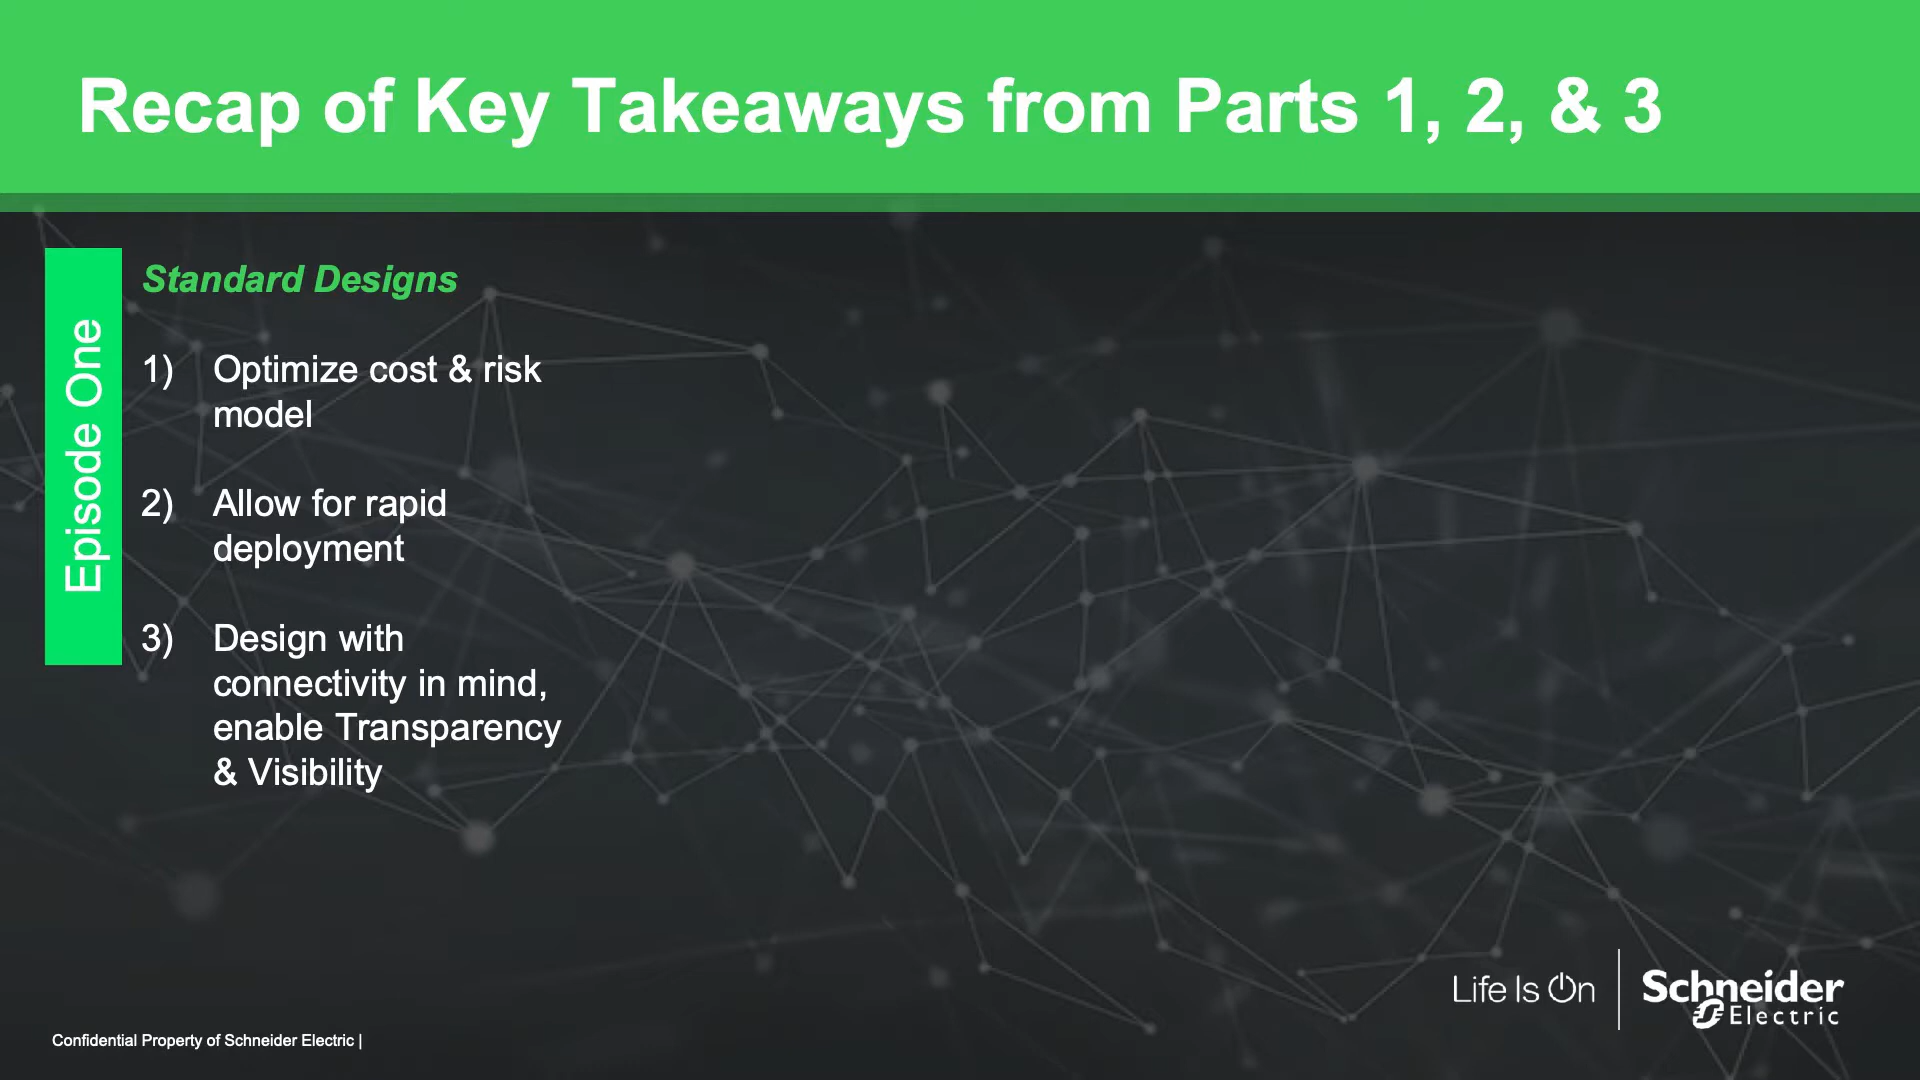 Recap of Key Takeaways from Parts 1, 2, & 3
Episode One
Standard Designs
1) Optimize cost & risk
model
2) Allow for rapid
deployment
3) Design with
connectivity in mind,
enable Transparency
& Visibility
Life Is On
Schneider
Electric
Confidential Property of Schneider Electric |